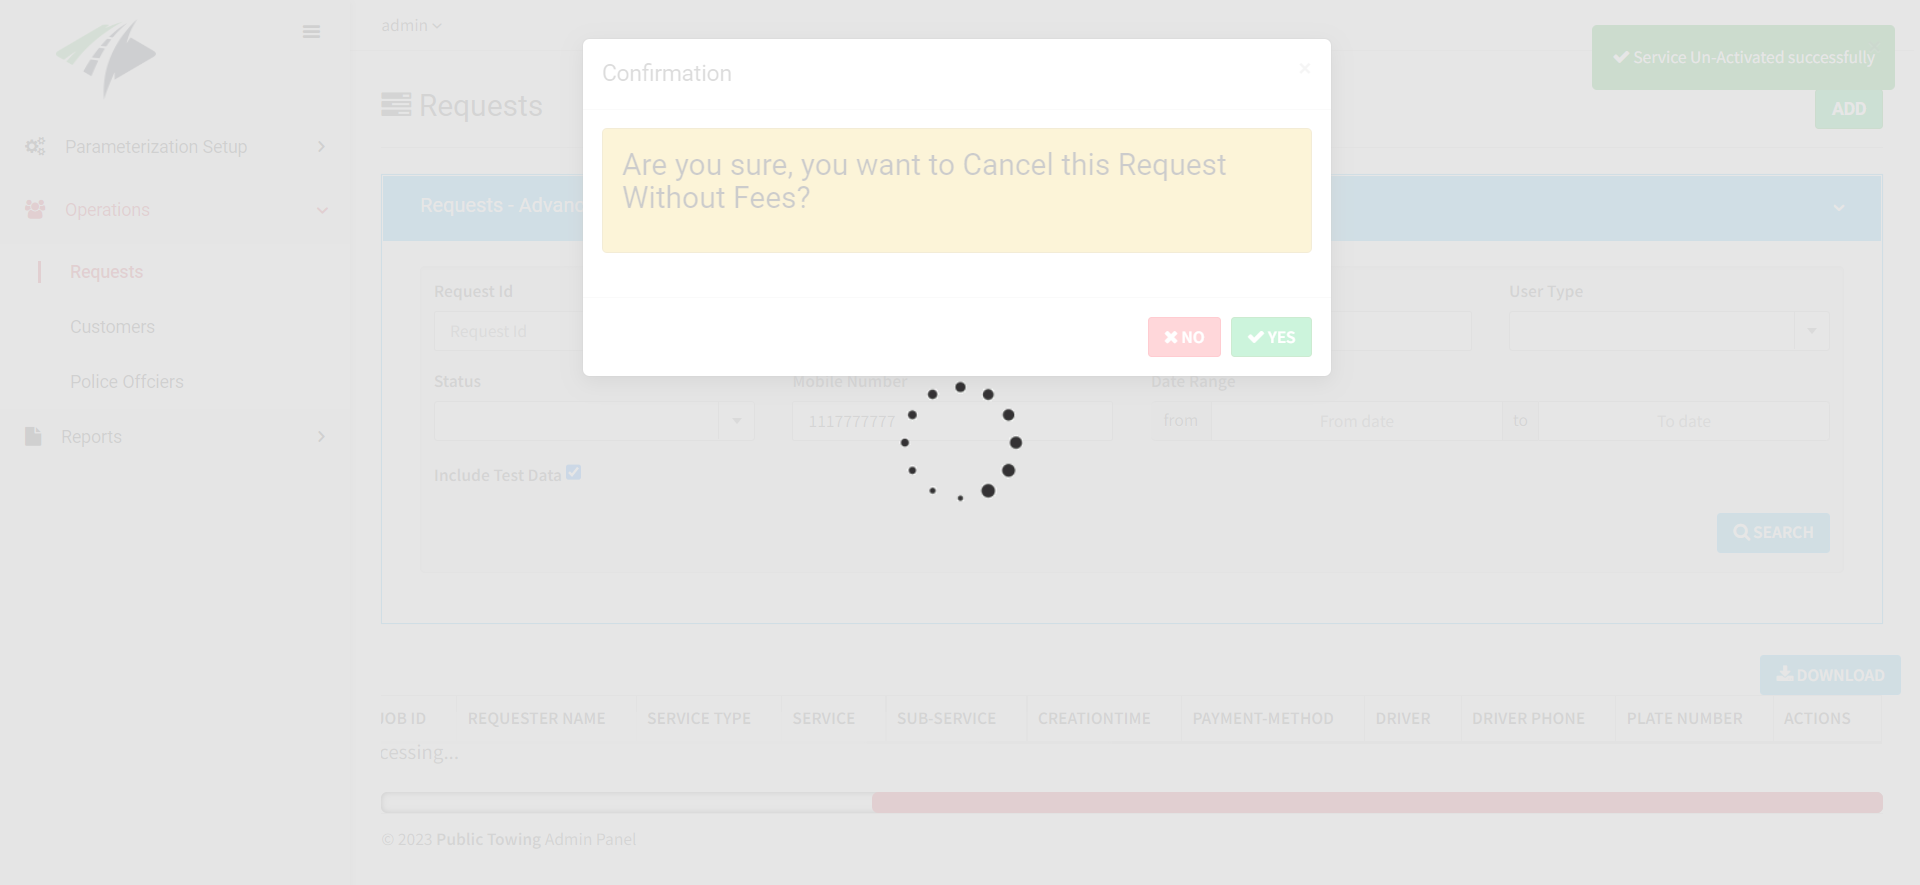 admin
Service Un-Activated successfully
Confirmation
×
Requests
ADD
Are you sure, you want to Cancel this Request
Without Fees?
NO
YES
Parameterization Setup
Operations
Requests
Customers
Police Offciers
Reports
Requests - Advanc
Request Id
User Type
Request Id
Status
Mobile Number
Date Range
1117777777
from
From date
to
To date
Include Test Data
SEARCH
DOWNLOAD
JOB ID REQUESTER NAME SERVICE TYPE SERVICE SUB-SERVICE CREATIONTIME PAYMENT-METHOD DRIVER DRIVER PHONE PLATE NUMBER ACTIONS
cessing...
© 2023 Public Towing Admin Panel